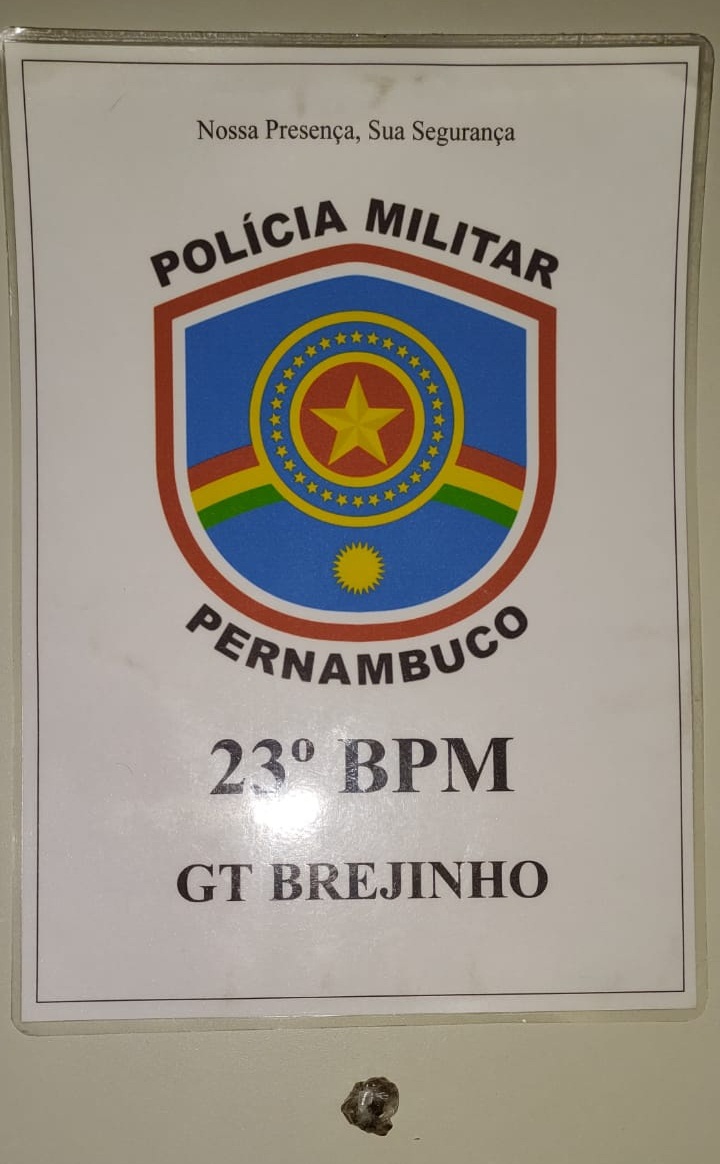 Nossa Presença, Sua Segurança
POLÍCIA MILITAR
PERNAMBUCO
23º BPM
GT BREJINHO